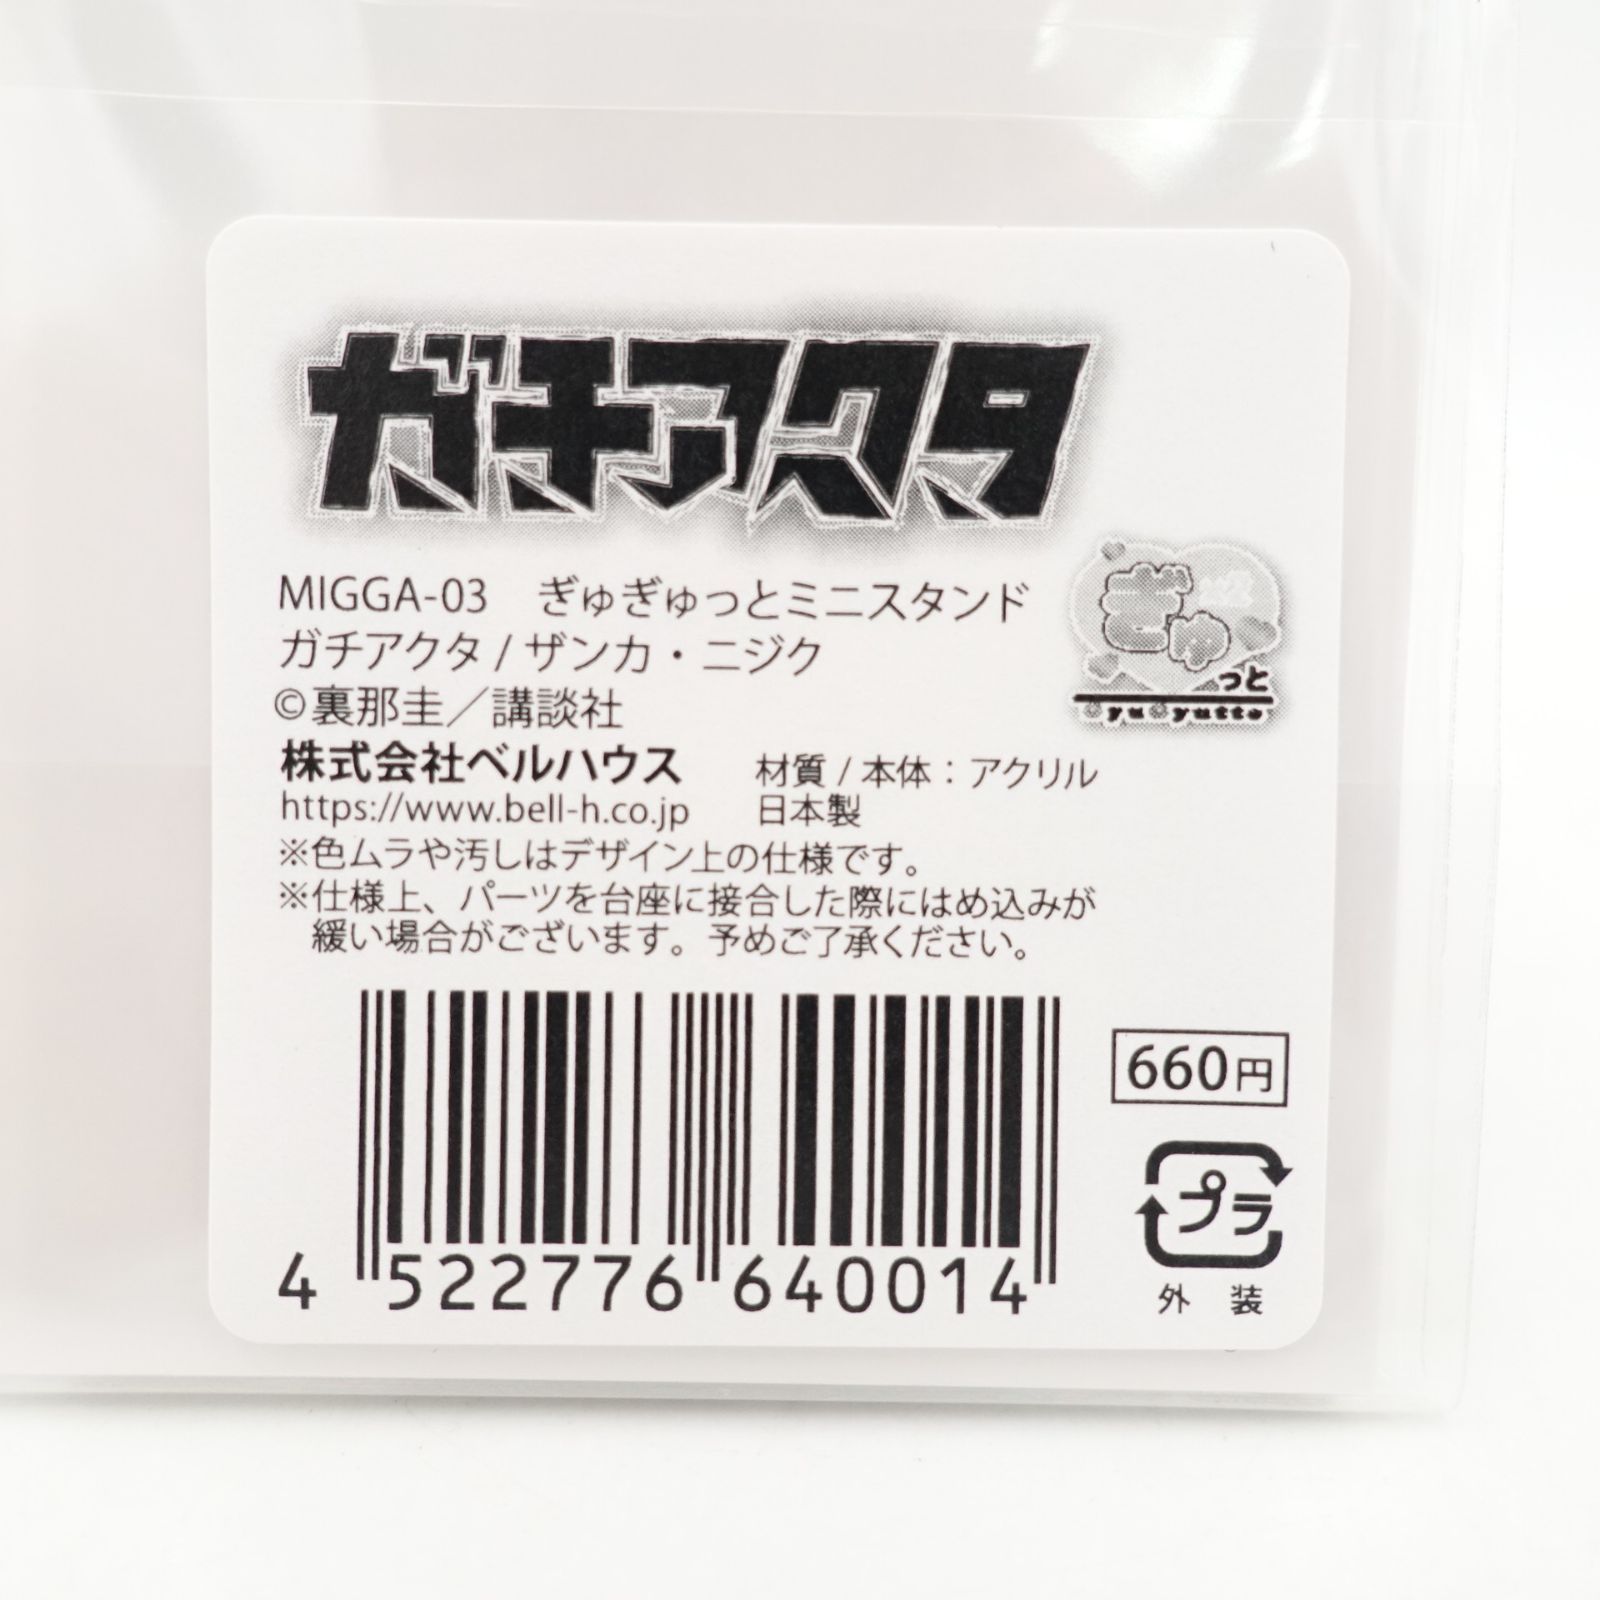 ガチアクタ
MIGGA-03 ぎゅぎゅっとミニスタンド
ガチアクタ / ザンカ・ニジク
©裏那圭／講談社
ぎゅ
っと
GyuGyutto
株式会社ベルハウス
材質 / 本体：アクリル
https://www.bell-h.co.jp
日本製
※色ムラや汚しはデザイン上の仕様です。
※仕様上、パーツを台座に接合した際にはめ込みが
緩い場合がございます。予めご了承ください。
660円
プラ
外 装
4 522776 640014